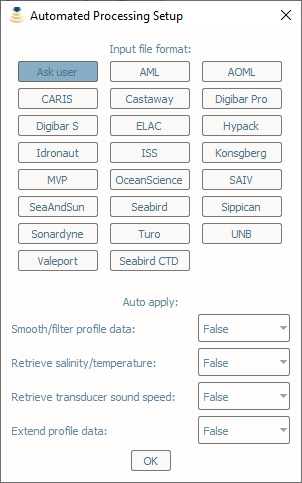 Automated Processing Setup
Input file format:
Ask user AML AOML
CARIS Castaway Digibar Pro
Digibar S ELAC Hypack
Idronaut ISS Konsgberg
MVP OceanScience SAIV
SeaAndSun Seabird Sippican
Sonardyne Turo UNB
Valeport Seabird CTD
Auto apply:
Smooth/filter profile data: False
Retrieve salinity/temperature: False
Retrieve transducer sound speed: False
Extend profile data: False
OK